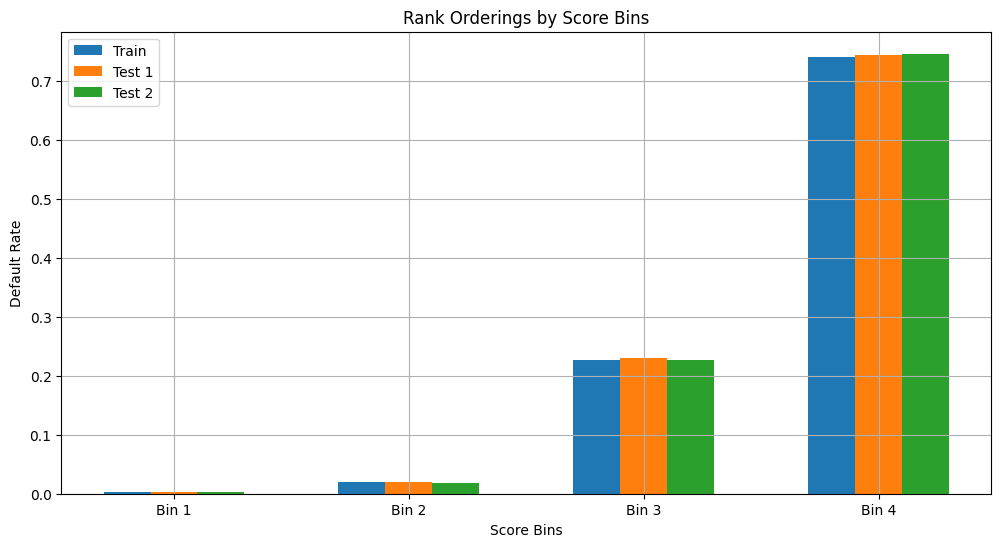 Rank Orderings by Score Bins
Train
Test 1
Test 2
Default Rate
0.7
0.6
0.5
0.4
0.3
0.2
0.1
0.0
Bin 1 Bin 2 Bin 3 Bin 4
Score Bins